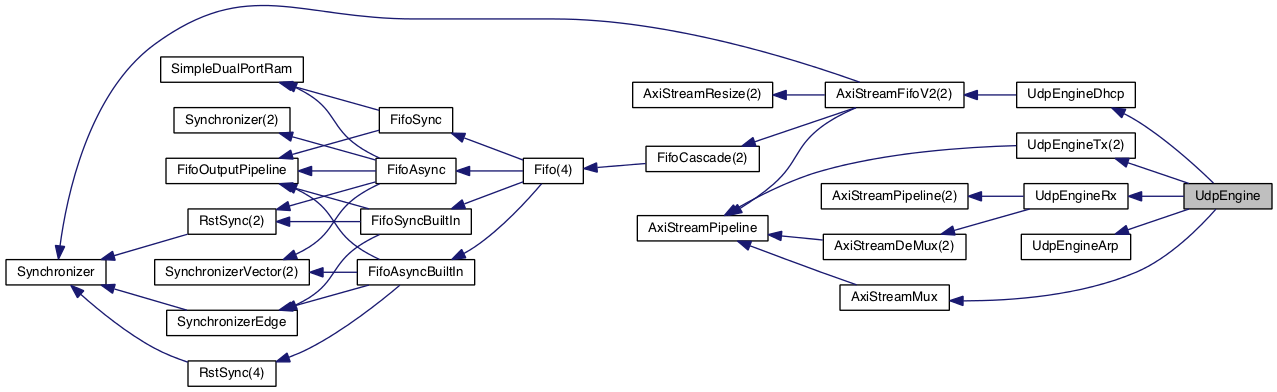 SimpleDualPortRam
Synchronizer(2)
FifoOutputPipeline
RstSync(2)
Synchronizer
SynchronizerVector(2)
SynchronizerEdge
RstSync(4)
FifoSync
FifoAsync
FifoSyncBuiltIn
FifoAsyncBuiltIn
Fifo(4)
AxiStreamResize(2)
FifoCascade(2)
AxiStreamPipeline
AxiStreamFifoV2(2)
AxiStreamPipeline(2)
AxiStreamDeMux(2)
AxiStreamMux
UdpEngineDhcp
UdpEngineTx(2)
UdpEngineRx
UdpEngineArp
UdpEngine